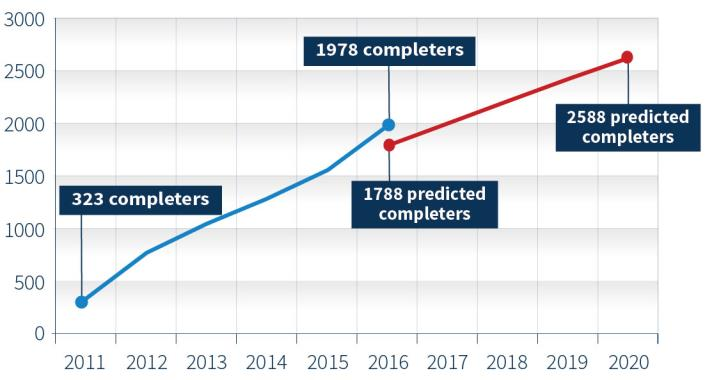 3000
2500
2000
1500
1000
500
0
1978 completers
2588 predicted
completers
323 completers
1788 predicted
completers
2011 2012 2013 2014 2015 2016 2017 2018 2019 2020